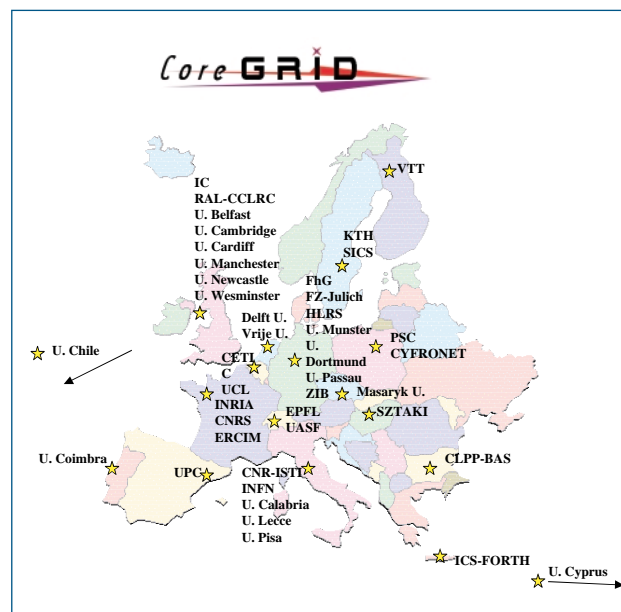 Core GRID
VTT
IC
RAL-CCLRC
U. Belfast
U. Cambridge
U. Cardiff
U. Manchester
U. Newcastle
U. Wesminster
KTH
SICS
FhG
FZ-Julich
HLRS
U. Munster
U.
Dortmund
U. Passau
ZIB
Delft U.
Vrije U.
PSC
CYFRONET
U. Chile
CETI
C
UCL
INRIA
CNRS
ERCIM
Masaryk U.
EPFL
UASF
SZTAKI
U. Coimbra
UPC
CNR-ISTI
INFN
U. Calabria
U. Lecce
U. Pisa
CLPP-BAS
ICS-FORTH
U. Cyprus